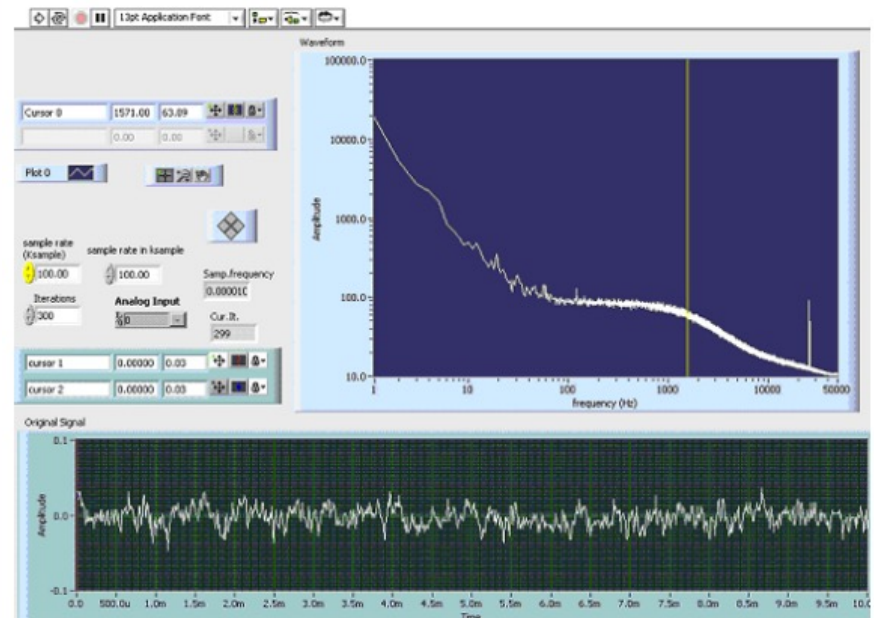 13pt Application Font
Waveform
Cursor 0 1571.00 63.89
0.00 0.00
Plot 0
sample rate (Ksample)
100.00
sample rate in ksample
100.00
Samp.frequency
0.00001
Iterations
300
Analog Input
Cur.It.
299
cursor 1 0.00000 0.03
cursor 2 0.00000 0.03
100000.0
10000.0
1000.0
100.0
10.0
Amplitude
1 10 100 1000 10000 50000
frequency (Hz)
Original Signal
0.1
0.0
-0.1
Amplitude
0.0 500.0u 1.0m 1.5m 2.0m 2.5m 3.0m 3.5m 4.0m 4.5m 5.0m 5.5m 6.0m 6.5m 7.0m 7.5m 8.0m 8.5m 9.0m 9.5m 10.0
Time